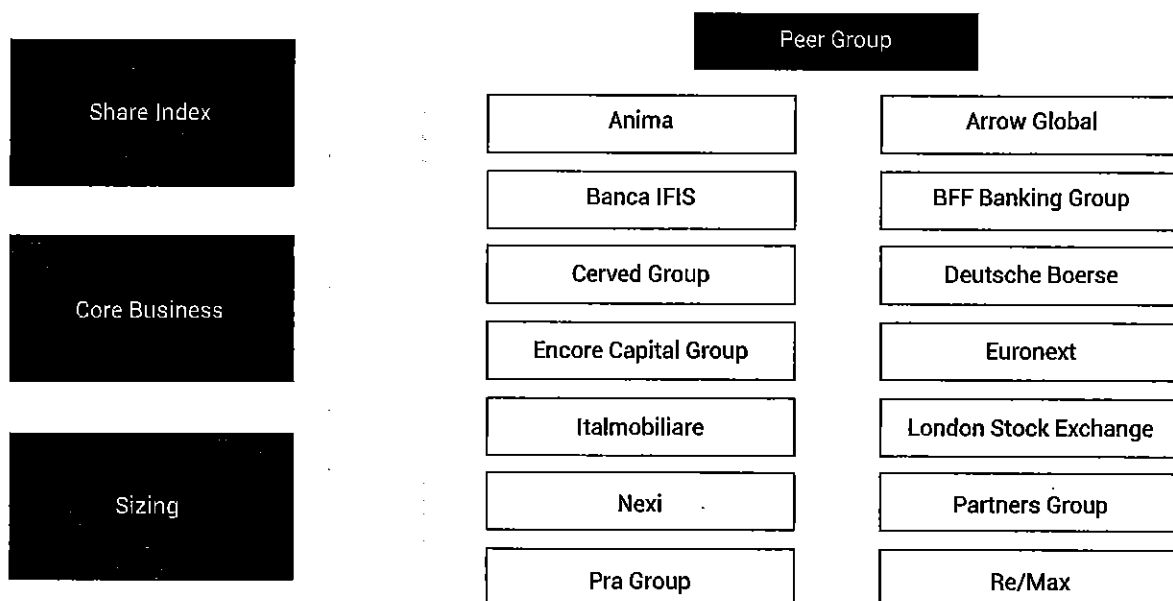 Peer Group
Share Index
Core Business
Sizing
Anima
Arrow Global
Banca IFIS
BFF Banking Group
Cerved Group
Deutsche Boerse
Encore Capital Group
Euronext
Italmobiliare
London Stock Exchange
Nexi
Partners Group
Pra Group
Re/Max